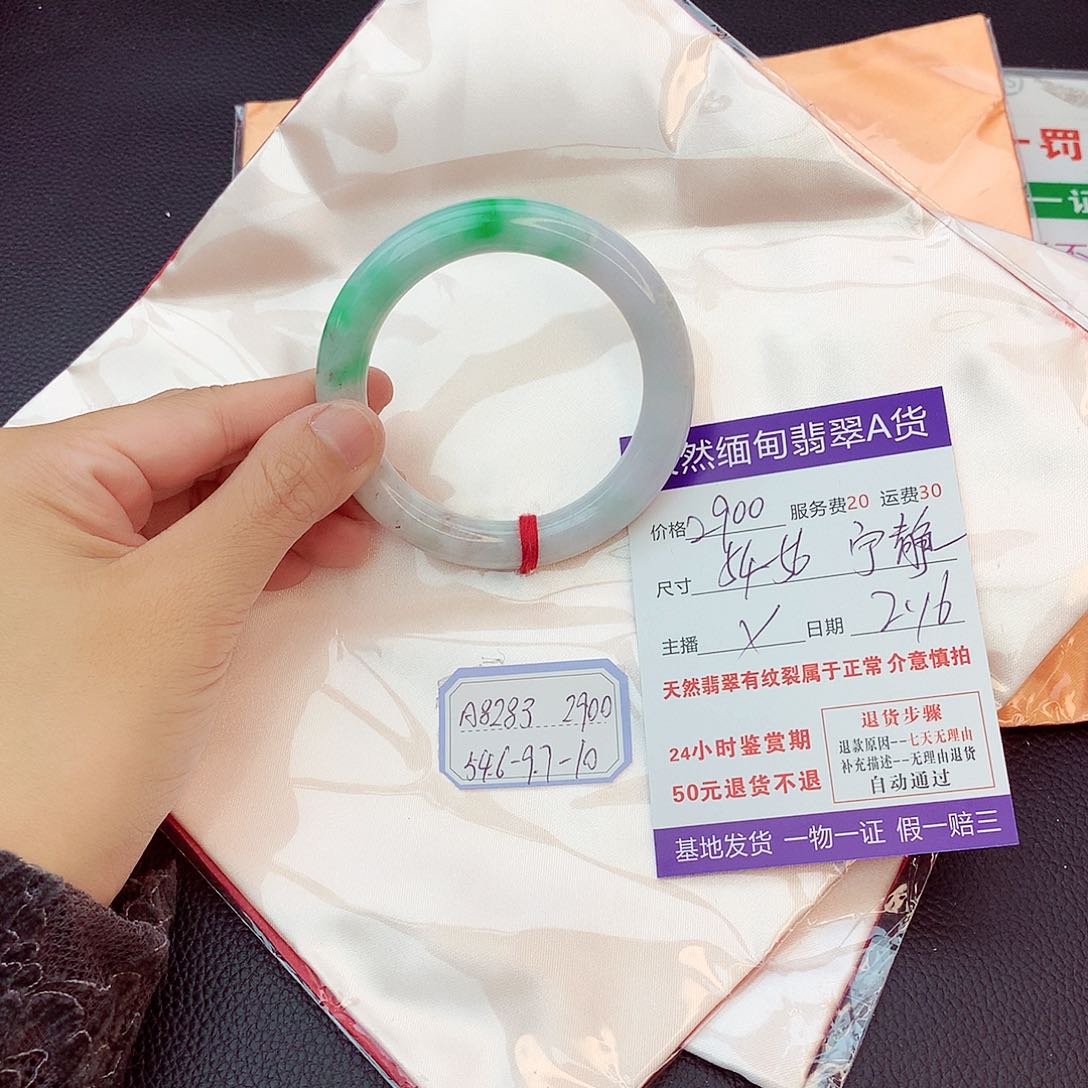 罚
一证
然缅甸翡翠A货
价格 2900 服务费20 运费30
尺寸 54-56 宁静
主播 X 日期 2.16
天然翡翠有纹裂属于正常 介意慎拍
24小时鉴赏期
50元退货不退
退货步骤
退款原因--七天无理由
补充描述--无理由退货
自动通过
基地发货 一物一证 假一赔三
A8283 2900
54.6-9.7-10